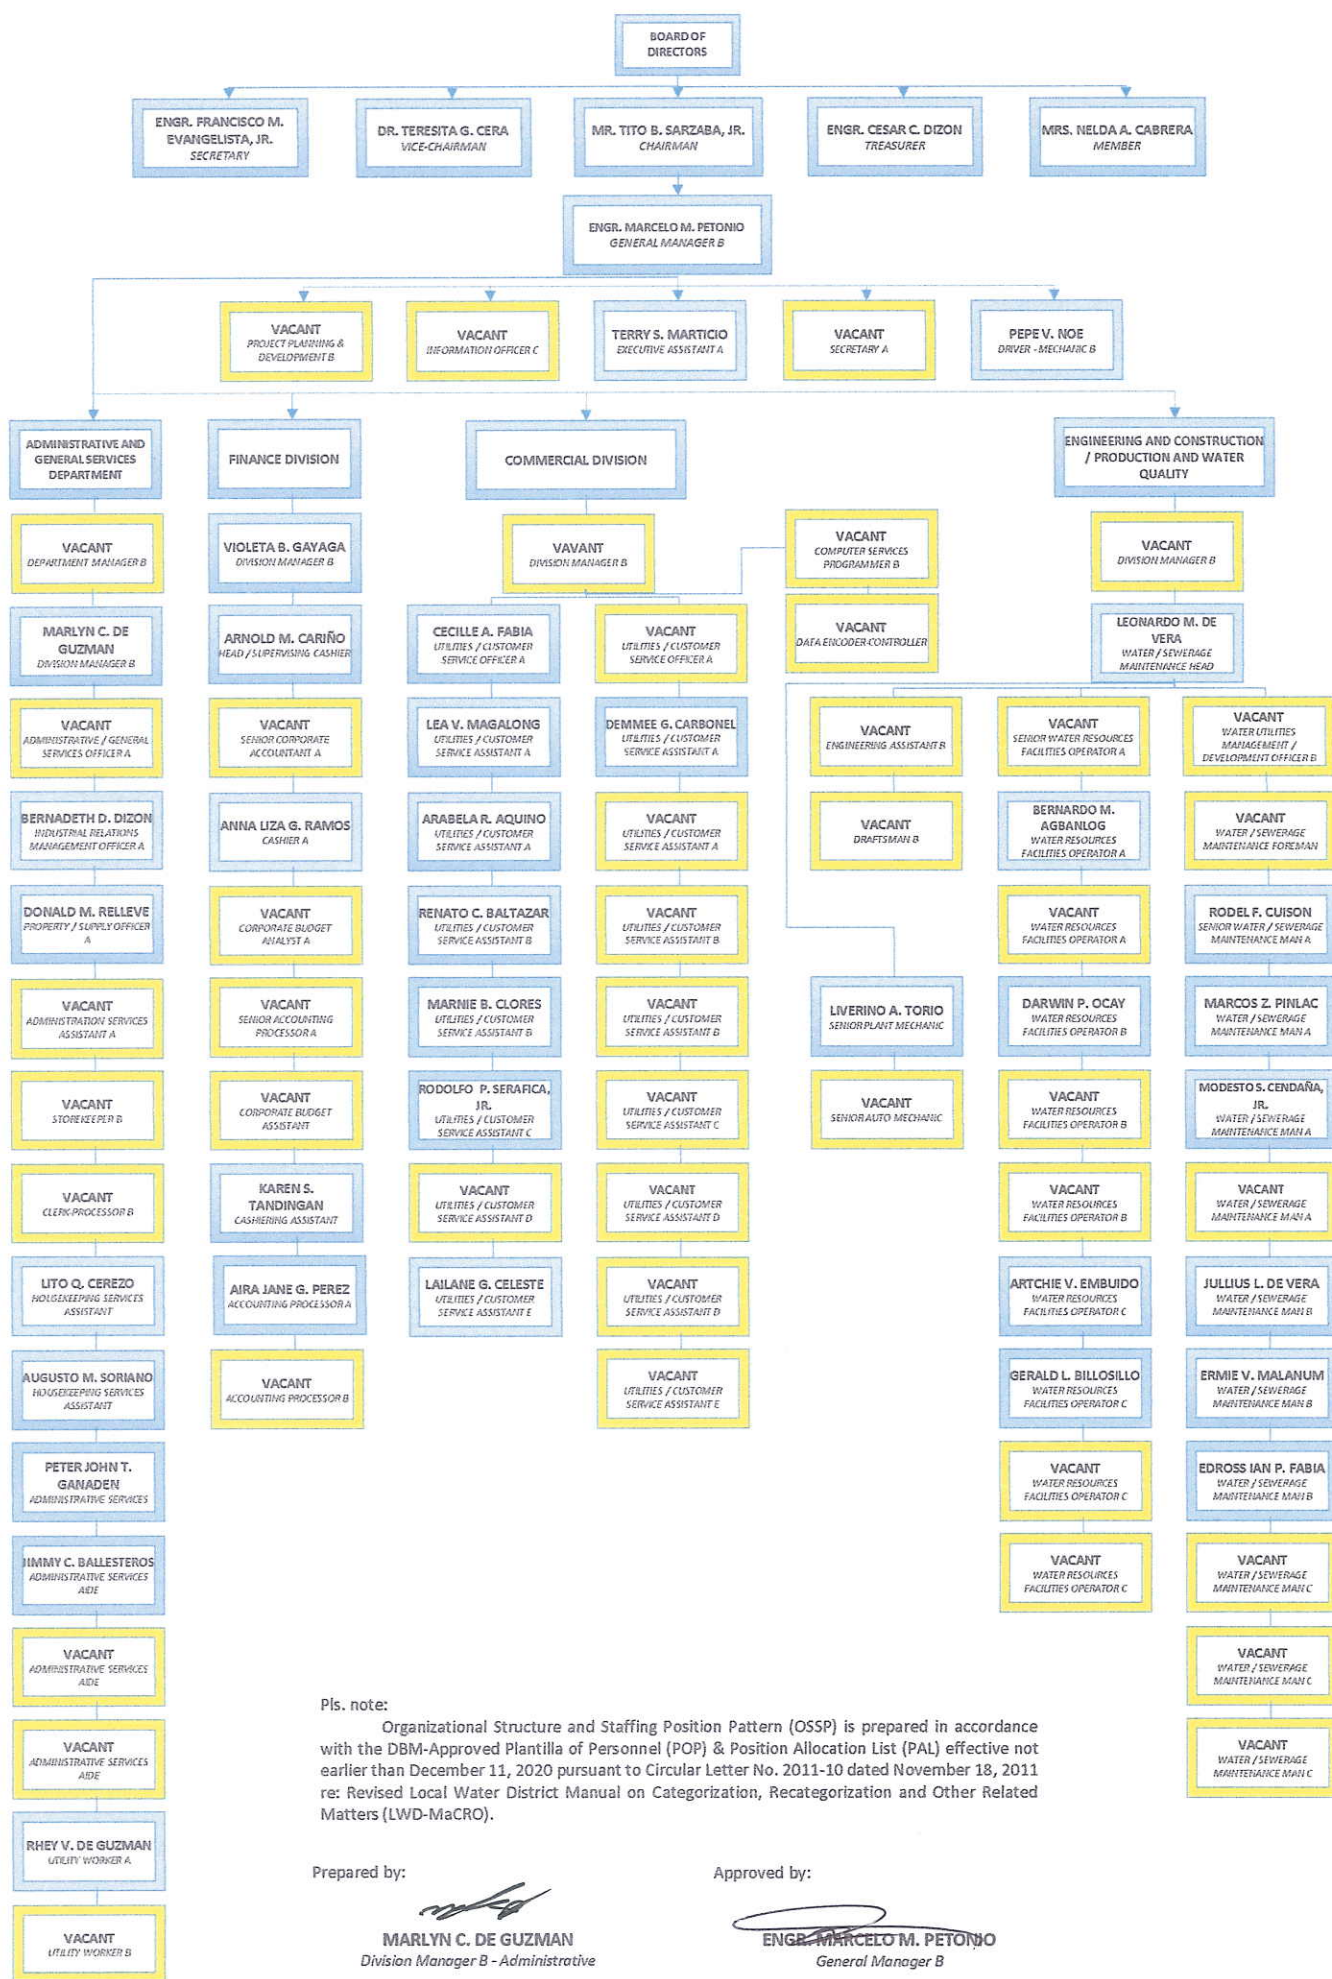 BOARD OF
DIRECTORS
ENGR. FRANCISCO M.
EVANGELISTA, JR.
SECRETARY
DR. TERESITA G. CERA
VICE-CHAIRMAN
MR. TITO B. SARZABA, JR.
CHAIRMAN
ENGR. CESAR C. DIZON
TREASURER
MRS. NELDA A. CABRERA
MEMBER
ENGR. MARCELO M. PETONIO
GENERAL MANAGER B
VACANT
PROJECT PLANNING &
DEVELOPMENT B
VACANT
INFORMATION OFFICER C
TERRY S. MARTICIO
EXECUTIVE ASSISTANT A
VACANT
SECRETARY A
PEPE V. NOE
DRIVER - MECHANIC B
ADMINISTRATIVE AND
GENERAL SERVICES
DEPARTMENT
VACANT
DEPARTMENT MANAGER B
MARLYN C. DE
GUZMAN
DIVISION MANAGER B
VACANT
ADMINISTRATIVE / GENERAL
SERVICES OFFICER A
BERNADETH D. DIZON
INDUSTRIAL RELATIONS
MANAGEMENT OFFICER A
DONALD M. RELLEVE
PROPERTY / SUPPLY OFFICER
A
VACANT
ADMINISTRATION SERVICES
ASSISTANT A
VACANT
STOREKEEPER B
VACANT
CLERK-PROCESSOR B
LITO Q. CEREZO
HOUSEKEEPING SERVICES
ASSISTANT
AUGUSTO M. SORIANO
HOUSEKEEPING SERVICES
ASSISTANT
PETER JOHN T.
GANADEN
ADMINISTRATIVE SERVICES
JIMMY C. BALLESTEROS
ADMINISTRATIVE SERVICES
AIDE
VACANT
ADMINISTRATIVE SERVICES
AIDE
VACANT
ADMINISTRATIVE SERVICES
AIDE
RHEY V. DE GUZMAN
UTILITY WORKER A
VACANT
UTILITY WORKER B
FINANCE DIVISION
VIOLETA B. GAYAGA
DIVISION MANAGER B
ARNOLD M. CARIÑO
HEAD / SUPERVISING CASHIER
VACANT
SENIOR CORPORATE
ACCOUNTANT A
ANNA LIZA G. RAMOS
CASHIER A
VACANT
CORPORATE BUDGET
ANALYST A
VACANT
SENIOR ACCOUNTING
PROCESSOR A
VACANT
CORPORATE BUDGET
ASSISTANT
KAREN S.
TANDINGAN
CASHIERING ASSISTANT
AIRA JANE G. PEREZ
ACCOUNTING PROCESSOR A
VACANT
ACCOUNTING PROCESSOR B
COMMERCIAL DIVISION
VAVANT
DIVISION MANAGER B
CECILLE A. FABIA
UTILITIES / CUSTOMER
SERVICE OFFICER A
LEA V. MAGALONG
UTILITIES / CUSTOMER
SERVICE ASSISTANT A
ARABELA R. AQUINO
UTILITIES / CUSTOMER
SERVICE ASSISTANT A
RENATO C. BALTAZAR
UTILITIES / CUSTOMER
SERVICE ASSISTANT B
MARNIE B. CLORES
UTILITIES / CUSTOMER
SERVICE ASSISTANT B
RODOLFO P. SERAFICA,
JR.
UTILITIES / CUSTOMER
SERVICE ASSISTANT C
VACANT
UTILITIES / CUSTOMER
SERVICE ASSISTANT D
LAILANE G. CELESTE
UTILITIES / CUSTOMER
SERVICE ASSISTANT E
VACANT
UTILITIES / CUSTOMER
SERVICE OFFICER A
DEMMEE G. CARBONEL
UTILITIES / CUSTOMER
SERVICE ASSISTANT A
VACANT
UTILITIES / CUSTOMER
SERVICE ASSISTANT A
VACANT
UTILITIES / CUSTOMER
SERVICE ASSISTANT B
VACANT
UTILITIES / CUSTOMER
SERVICE ASSISTANT B
VACANT
UTILITIES / CUSTOMER
SERVICE ASSISTANT C
VACANT
UTILITIES / CUSTOMER
SERVICE ASSISTANT D
VACANT
UTILITIES / CUSTOMER
SERVICE ASSISTANT D
VACANT
UTILITIES / CUSTOMER
SERVICE ASSISTANT E
VACANT
COMPUTER SERVICES
PROGRAMMER B
VACANT
DATA ENCODER-CONTROLLER
ENGINEERING AND CONSTRUCTION
/ PRODUCTION AND WATER
QUALITY
VACANT
DIVISION MANAGER B
LEONARDO M. DE
VERA
WATER / SEWERAGE
MAINTENANCE HEAD
VACANT
ENGINEERING ASSISTANT B
VACANT
DRAFTSMAN B
LIVERINO A. TORIO
SENIOR PLANT MECHANIC
VACANT
SENIOR AUTO MECHANIC
VACANT
SENIOR WATER RESOURCES
FACILITIES OPERATOR A
BERNARDO M.
AGBANLOG
WATER RESOURCES
FACILITIES OPERATOR A
VACANT
WATER RESOURCES
FACILITIES OPERATOR A
DARWIN P. OCAY
WATER RESOURCES
FACILITIES OPERATOR B
VACANT
WATER RESOURCES
FACILITIES OPERATOR B
VACANT
WATER RESOURCES
FACILITIES OPERATOR B
ARTCHIE V. EMBUIDO
WATER RESOURCES
FACILITIES OPERATOR C
GERALD L. BILLOSILLO
WATER RESOURCES
FACILITIES OPERATOR C
VACANT
WATER RESOURCES
FACILITIES OPERATOR C
VACANT
WATER RESOURCES
FACILITIES OPERATOR C
VACANT
WATER UTILITIES
MANAGEMENT /
DEVELOPMENT OFFICER B
VACANT
WATER / SEWERAGE
MAINTENANCE FOREMAN
RODEL F. CUISON
SENIOR WATER / SEWERAGE
MAINTENANCE MAN A
MARCOS Z. PINLAC
WATER / SEWERAGE
MAINTENANCE MAN A
MODESTO S. CENDAÑA,
JR.
WATER / SEWERAGE
MAINTENANCE MAN A
VACANT
WATER / SEWERAGE
MAINTENANCE MAN A
JULLIUS L. DE VERA
WATER / SEWERAGE
MAINTENANCE MAN B
ERMIE V. MALANUM
WATER / SEWERAGE
MAINTENANCE MAN B
EDROSS IAN P. FABIA
WATER / SEWERAGE
MAINTENANCE MAN B
VACANT
WATER / SEWERAGE
MAINTENANCE MAN C
VACANT
WATER / SEWERAGE
MAINTENANCE MAN C
VACANT
WATER / SEWERAGE
MAINTENANCE MAN C
Pls. note:
Organizational Structure and Staffing Position Pattern (OSSP) is prepared in accordance
with the DBM-Approved Plantilla of Personnel (POP) & Position Allocation List (PAL) effective not
earlier than December 11, 2020 pursuant to Circular Letter No. 2011-10 dated November 18, 2011
re: Revised Local Water District Manual on Categorization, Recategorization and Other Related
Matters (LWD-MaCRO).
Prepared by:
MARLYN C. DE GUZMAN
Division Manager B - Administrative
Approved by:
ENGR. MARCELO M. PETONIO
General Manager B